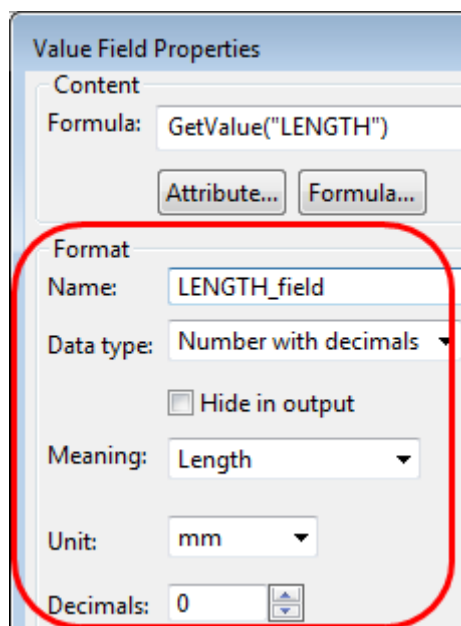 Value Field Properties
Content
Formula: GetValue("LENGTH")
Attribute... Formula...
Format
Name: LENGTH_field
Data type: Number with decimals
Hide in output
Meaning: Length
Unit: mm
Decimals: 0